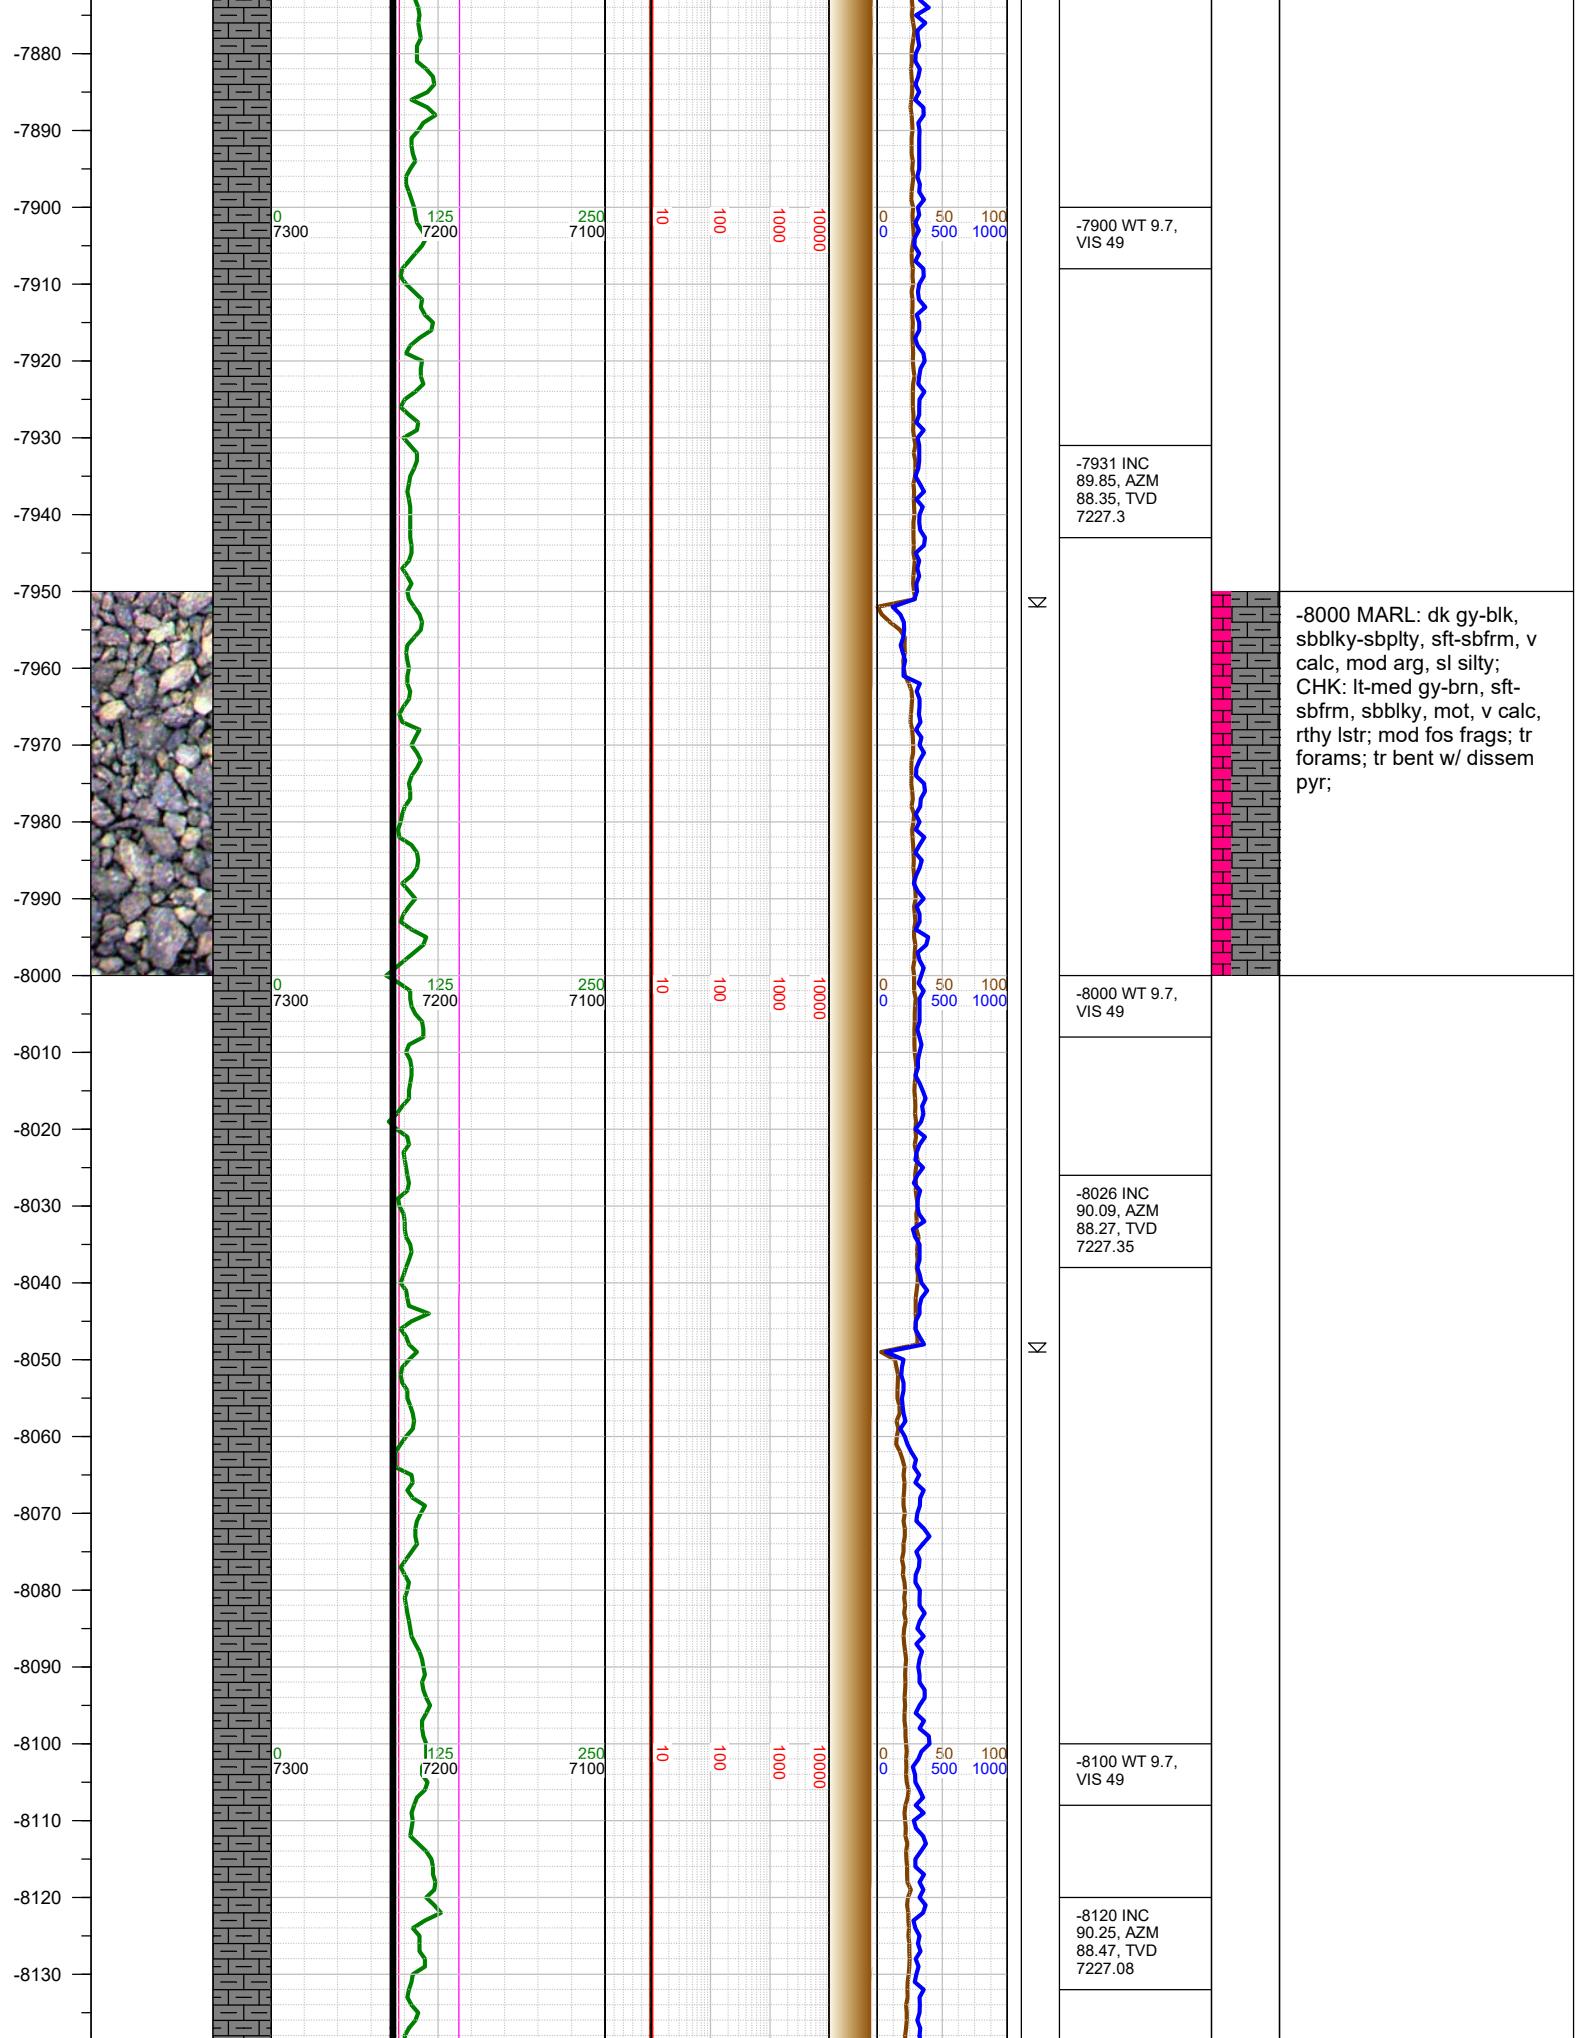 -7880
-7890
-7900
0 125 250
7300 7200 7100
10 100 1000 10000
0 50 100
0 500 1000
-7900 WT 9.7,
VIS 49
-7910
-7920
-7930
-7931 INC
89.85, AZM
88.35, TVD
7227.3
-7940
-7950
-8000 MARL: dk gy-blk,
sbblky-sbplty, sft-sbfrm, v
calc, mod arg, sl silty;
CHK: lt-med gy-brn, sft-
sbfrm, sbblky, mot, v calc,
rthy lstr; mod fos frags; tr
forams; tr bent w/ dissem
pyr;
-7960
-7970
-7980
-7990
-8000
0 125 250
7300 7200 7100
10 100 1000 10000
0 50 100
0 500 1000
-8000 WT 9.7,
VIS 49
-8010
-8020
-8030
-8026 INC
90.09, AZM
88.27, TVD
7227.35
-8040
-8050
-8060
-8070
-8080
-8090
-8100
0 125 250
7300 7200 7100
10 100 1000 10000
0 50 100
0 500 1000
-8100 WT 9.7,
VIS 49
-8110
-8120
-8120 INC
90.25, AZM
88.47, TVD
7227.08
-8130